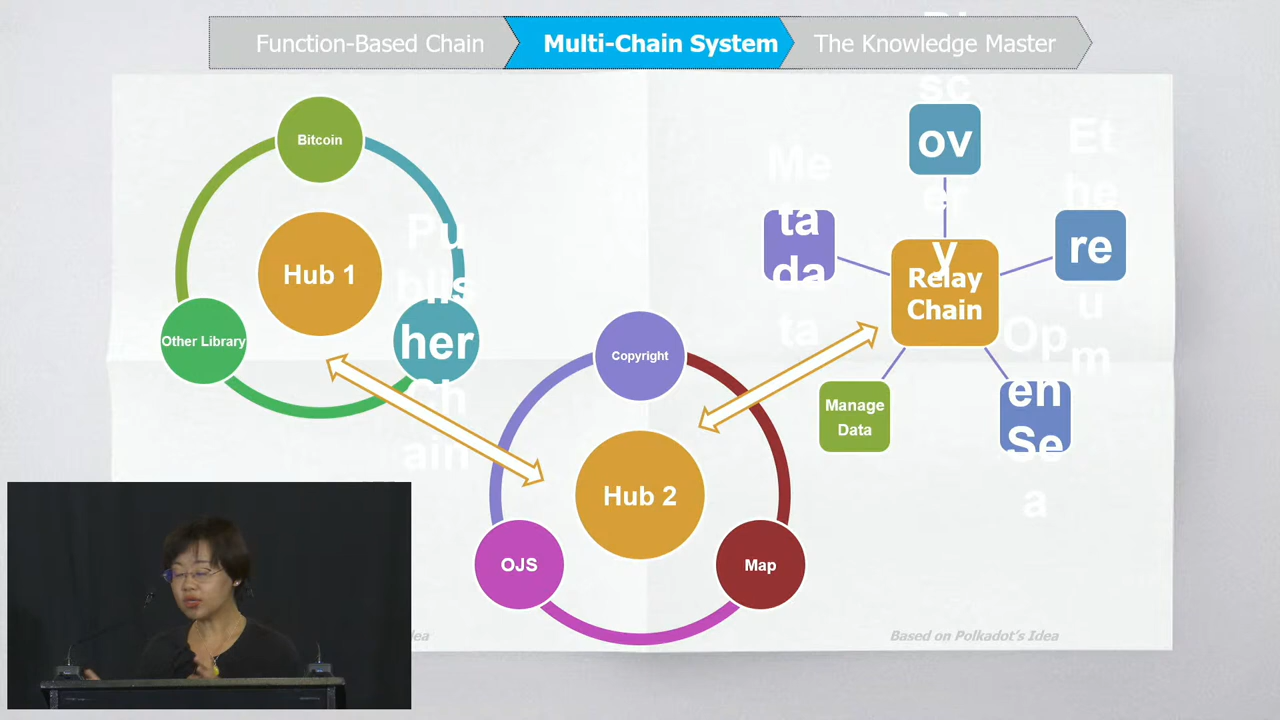 Function-Based Chain
Multi-Chain System
The Knowledge Master
Bitcoin
Hub 1
Other Library
Pu
blis
her
Ch
ain
Copyright
Hub 2
OJS
Map
Di
sc
ov
er
y
Me
ta
da
ta
Et
he
re
u
m
Relay
Chain
Manage
Data
Op
en
Se
a
ea
Based on Polkadot's Idea